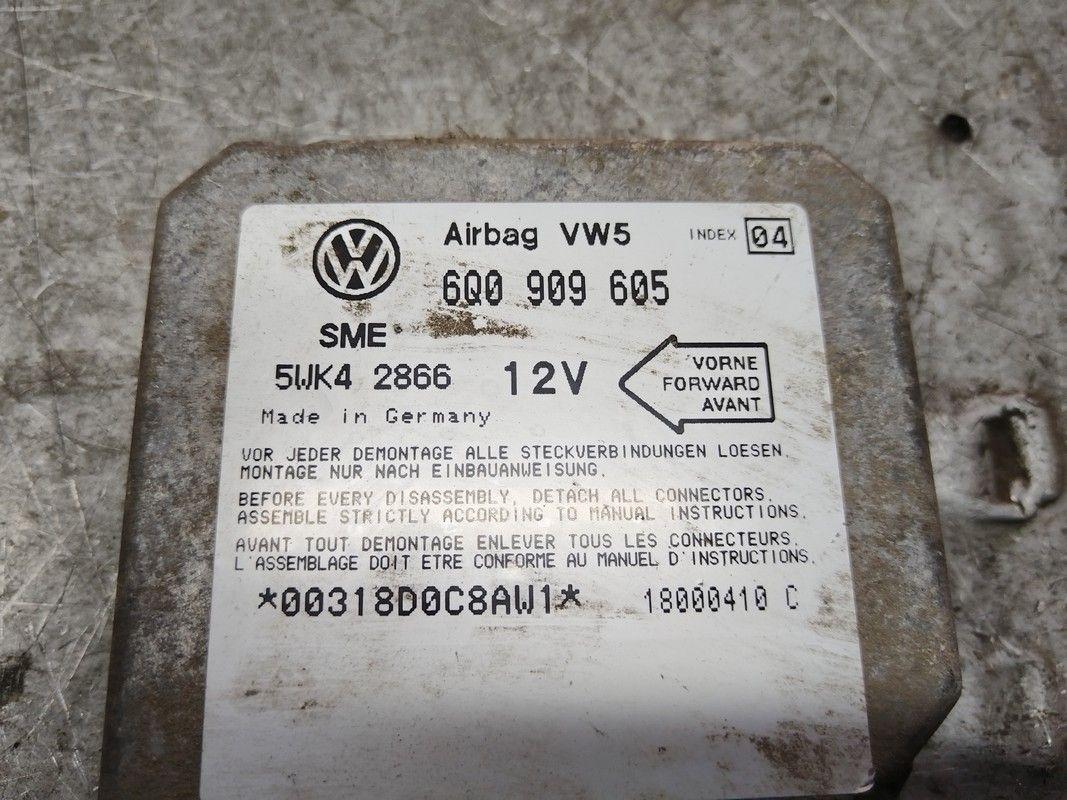 Airbag VW5 INDEX 04
6Q0 909 605
SME
5WK4 2866 12V
VORNE
FORWARD
AVANT
Made in Germany
VOR JEDER DEMONTAGE ALLE STECKVERBINDUNGEN LOESEN.
MONTAGE NUR NACH EINBAUANWEISUNG.
BEFORE EVERY DISASSEMBLY, DETACH ALL CONNECTORS.
ASSEMBLE STRICTLY ACCORDING TO MANUAL INSTRUCTIONS.
AVANT TOUT DEMONTAGE ENLEVER TOUS LES CONNECTEURS.
L'ASSEMBLAGE DOIT ETRE CONFORME AU MANUEL D'INSTRUCTIONS.
*00318D0C8AW1* 18000410 C